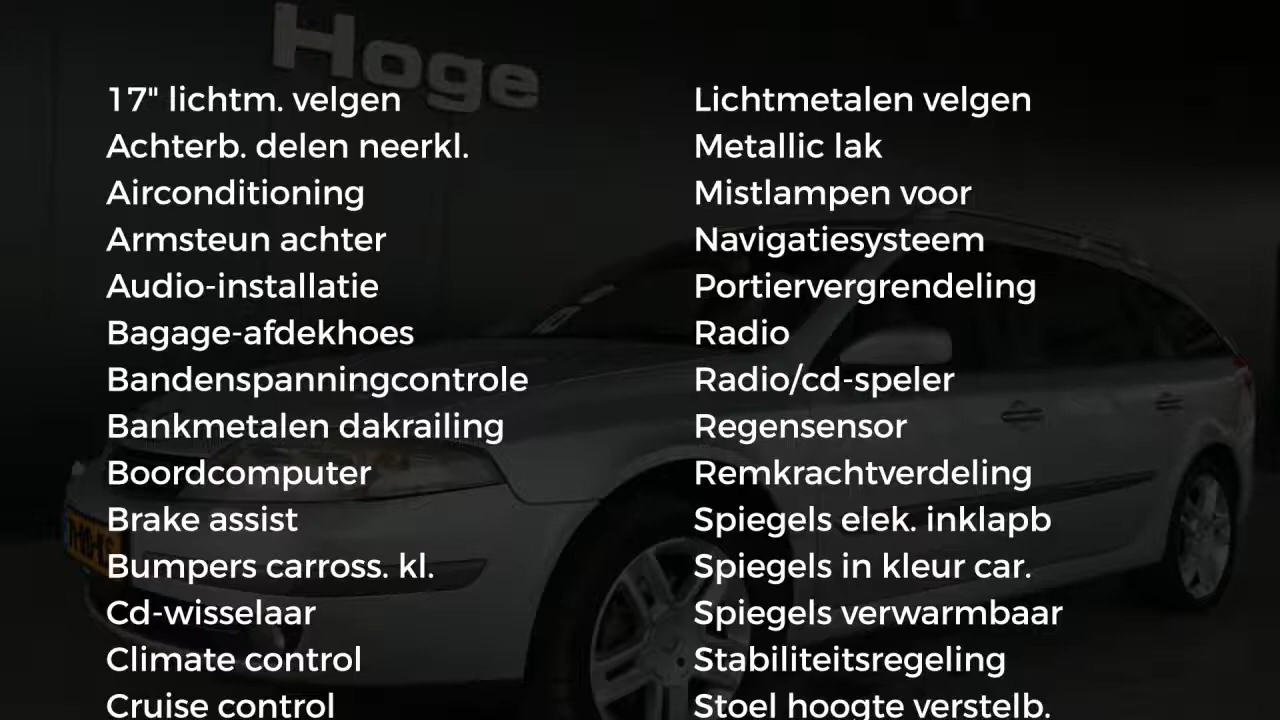 Hoge
17" lichtm. velgen
Achterb. delen neerkl.
Airconditioning
Armsteun achter
Audio-installatie
Bagage-afdekhoes
Bandenspanningcontrole
Bankmetalen dakrailing
Boordcomputer
Brake assist
Bumpers carross. kl.
Cd-wisselaar
Climate control
Cruise control
Lichtmetalen velgen
Metallic lak
Mistlampen voor
Navigatiesysteem
Portiervergrendeling
Radio
Radio/cd-speler
Regensensor
Remkrachtverdeling
Spiegels elek. inklapb
Spiegels in kleur car.
Spiegels verwarmbaar
Stabiliteitsregeling
Stoel hoogte verstelb.